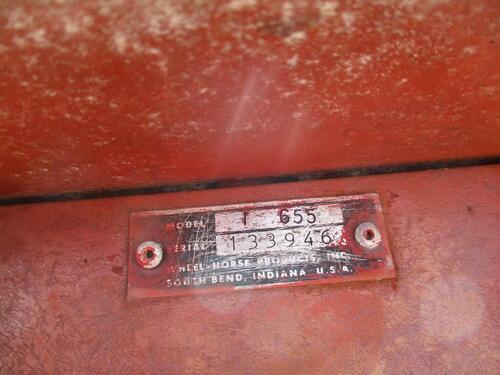 MODEL 1 655
SERIAL 133946
WHEEL-HORSE PRODUCTS, INC.
SOUTH BEND, INDIANA U.S.A.